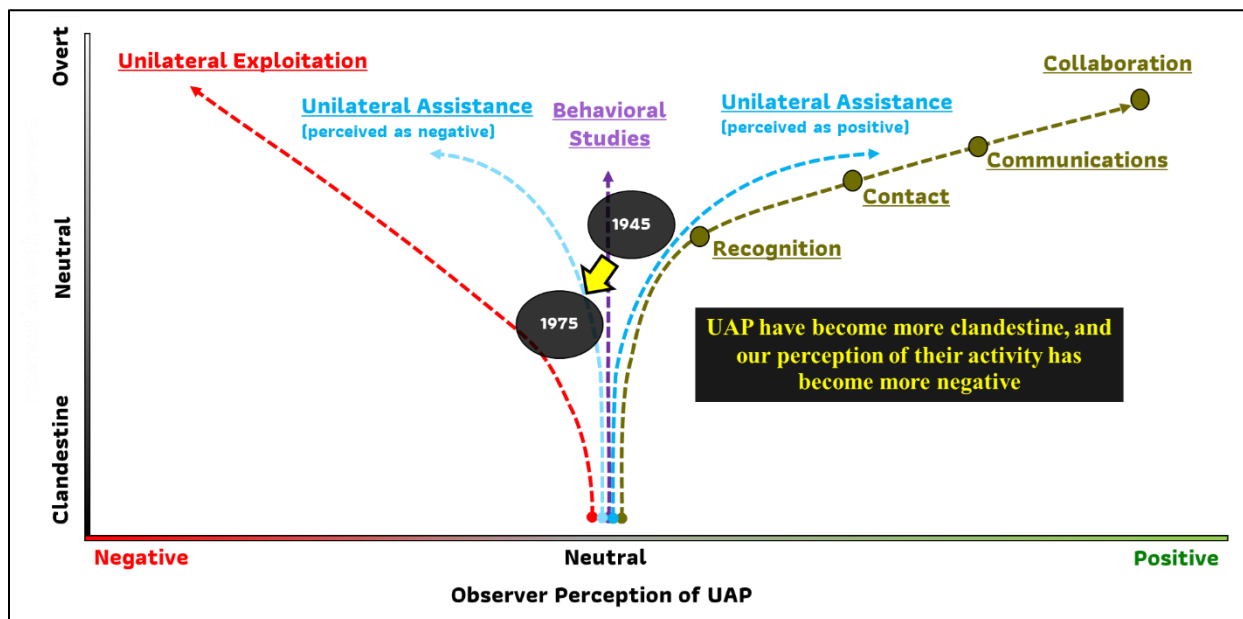 Overt
Neutral
Clandestine
Unilateral Exploitation
Unilateral Assistance
(perceived as negative)
Behavioral
Studies
Unilateral Assistance
(perceived as positive)
Collaboration
Communications
Contact
Recognition
1945
1975
UAP have become more clandestine, and
our perception of their activity has
become more negative
Negative
Neutral
Positive
Observer Perception of UAP